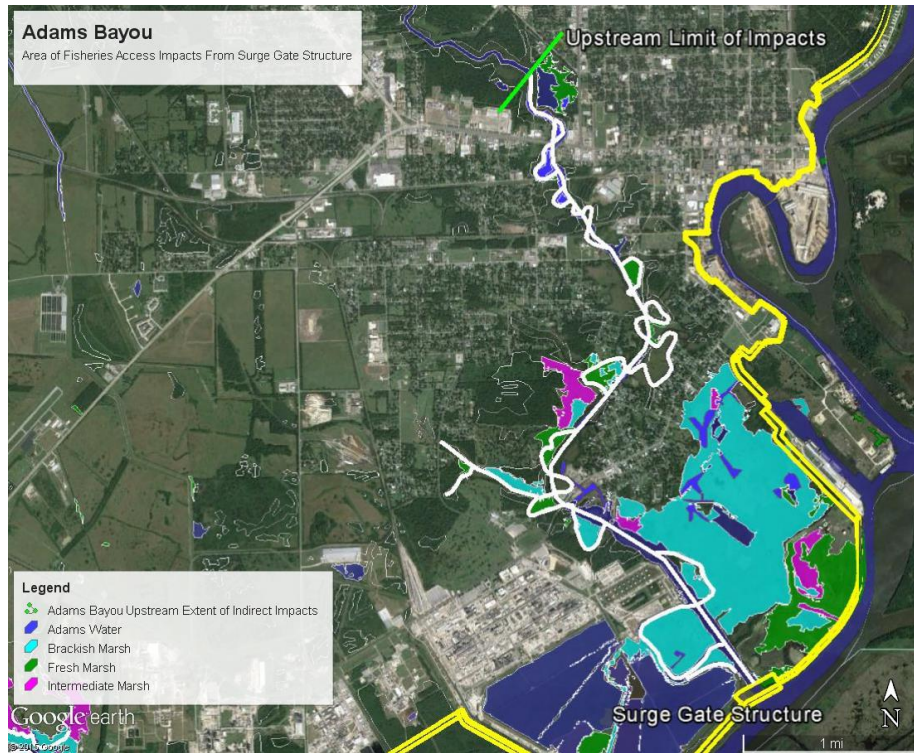 Adams Bayou
Area of Fisheries Access Impacts From Surge Gate Structure
Upstream Limit of Impacts
Legend
Adams Bayou Upstream Extent of Indirect Impacts
Adams Water
Brackish Marsh
Fresh Marsh
Intermediate Marsh
Google earth
© 2015 Google
Surge Gate Structure
N
1 mi